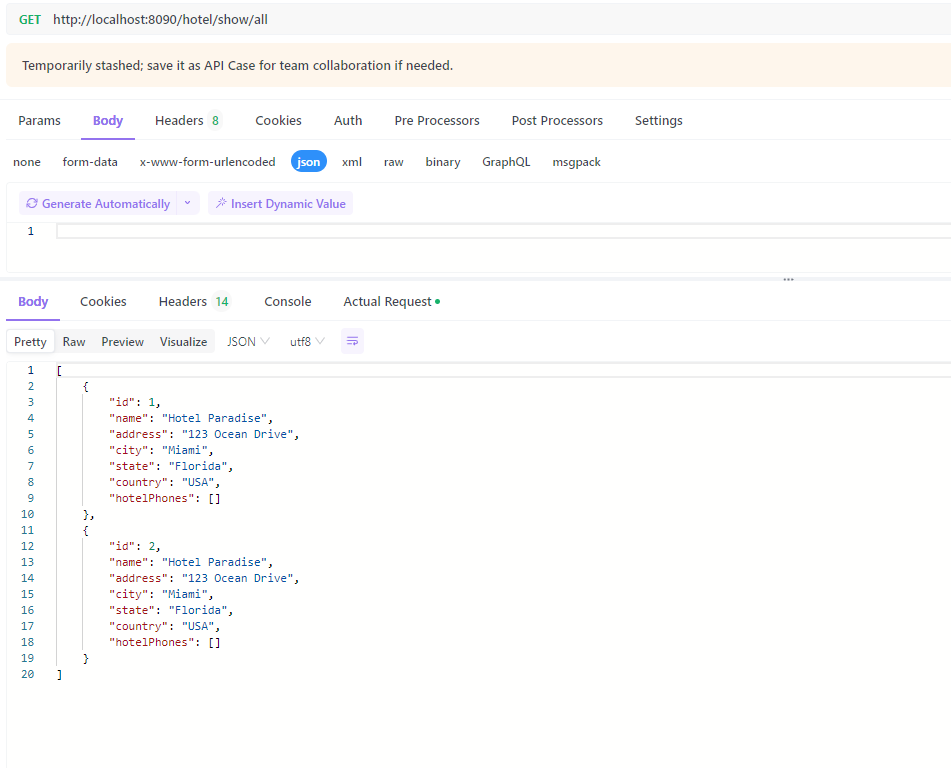 GET http://localhost:8090/hotel/show/all
Temporarily stashed; save it as API Case for team collaboration if needed.
Params Body Headers 8 Cookies Auth Pre Processors Post Processors Settings
none form-data x-www-form-urlencoded json xml raw binary GraphQL msgpack
Generate Automatically Insert Dynamic Value
1
Body Cookies Headers 14 Console Actual Request
Pretty Raw Preview Visualize JSON utf8
1 [
2 {
3 "id": 1,
4 "name": "Hotel Paradise",
5 "address": "123 Ocean Drive",
6 "city": "Miami",
7 "state": "Florida",
8 "country": "USA",
9 "hotelPhones": []
10 },
11 {
12 "id": 2,
13 "name": "Hotel Paradise",
14 "address": "123 Ocean Drive",
15 "city": "Miami",
16 "state": "Florida",
17 "country": "USA",
18 "hotelPhones": []
19 }
20 ]